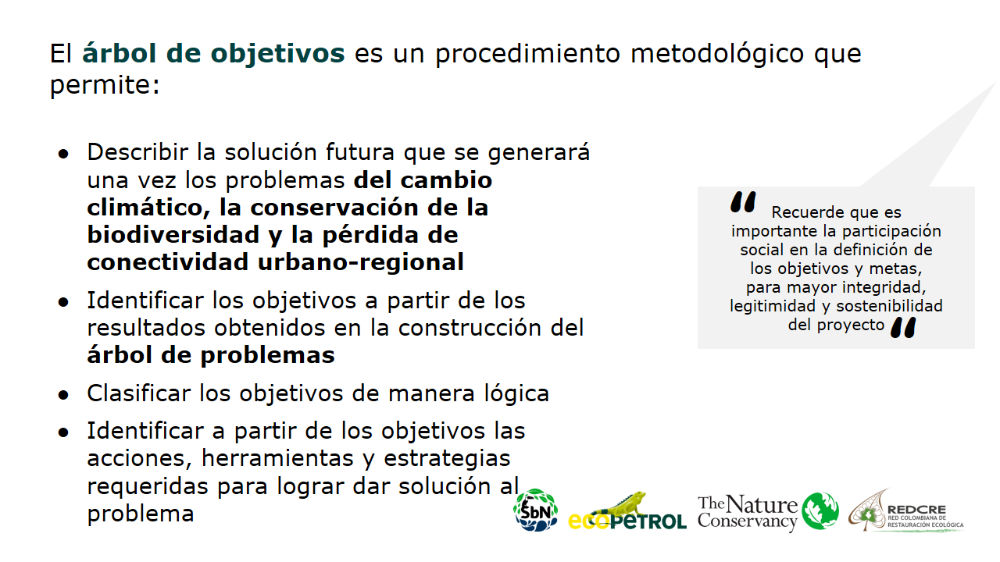 El árbol de objetivos es un procedimiento metodológico que
permite:
● Describir la solución futura que se generará
una vez los problemas del cambio
climático, la conservación de la
biodiversidad y la pérdida de
conectividad urbano-regional
● Identificar los objetivos a partir de los
resultados obtenidos en la construcción del
árbol de problemas
● Clasificar los objetivos de manera lógica
● Identificar a partir de los objetivos las
acciones, herramientas y estrategias
requeridas para lograr dar solución al
problema
“ Recuerde que es
importante la participación
social en la definición de
los objetivos y metas,
para mayor integridad,
legitimidad y sostenibilidad
del proyecto “
SbN
ecopetrol
The Nature
Conservancy
REDCRE
RED COLOMBIANA DE
RESTAURACIÓN ECOLÓGICA